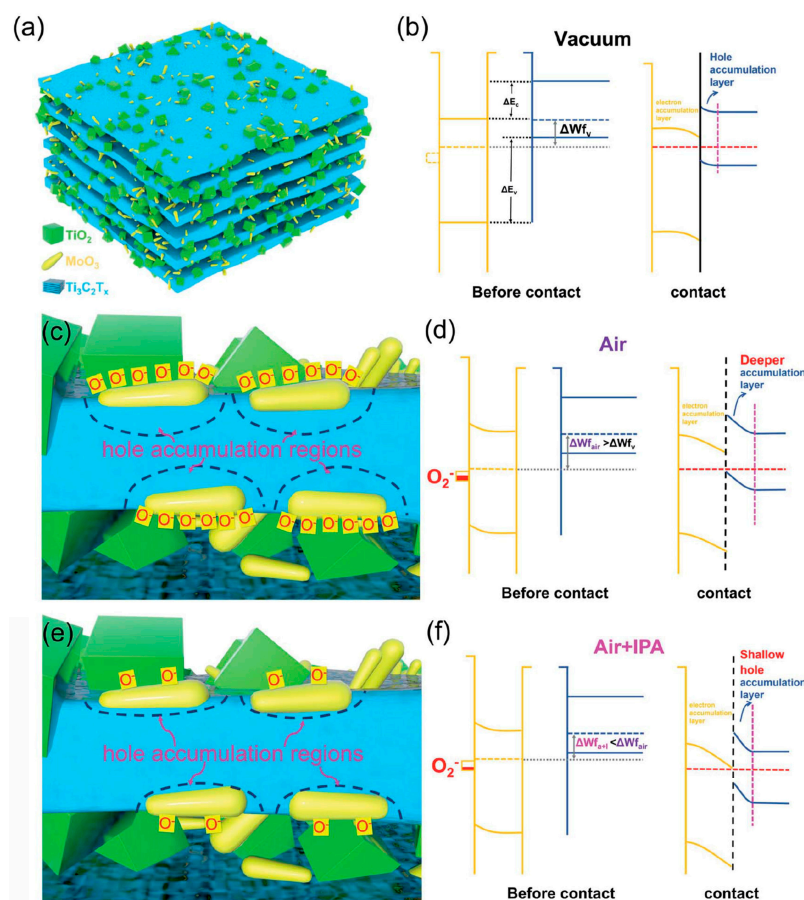 (a)
TiO2
MoO3
Ti3C2Tx
(b)
Vacuum
ΔEc
ΔWfv
ΔEv
electron accumulation
layer
Hole
accumulation
layer
Before contact
contact
(c)
O- O- O- O- O- O- O-
O- O- O- O- O- O- O-
hole accumulation regions
O- O- O- O- O- O-
O- O- O- O- O- O-
(d)
Air
O2-
ΔWfair >ΔWfv
electron accumulation
layer
Deeper
accumulation
layer
Before contact
contact
(e)
O- O-
O- O-
hole accumulation regions
O- O-
O- O-
(f)
Air+IPA
O2-
ΔWfa+I <ΔWfair
electron
accumulation
layer
Shallow
hole
accumulation
layer
Before contact
contact